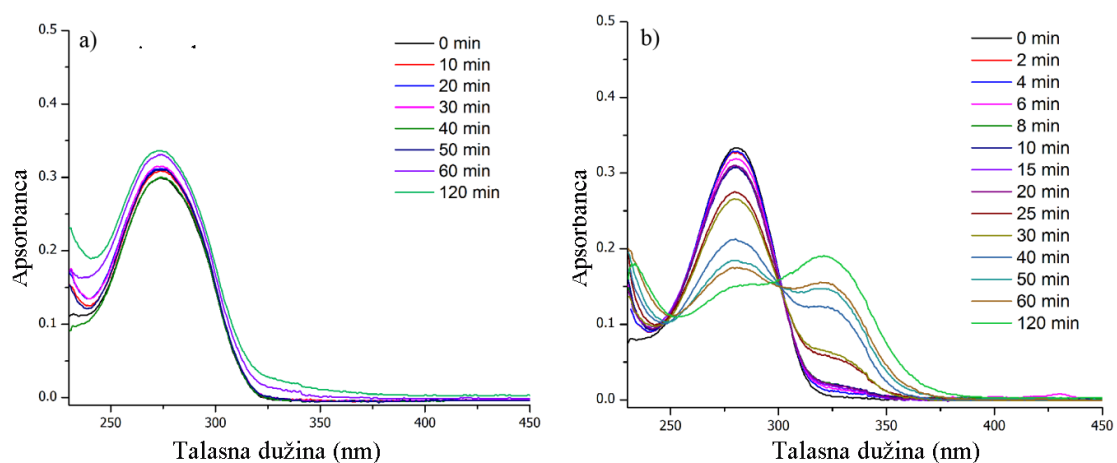 a)
0 min
10 min
20 min
30 min
40 min
50 min
60 min
120 min
0.5
0.4
0.3
0.2
0.1
0.0
250
300
350
400
450
Apsorbanca
Talasna dužina (nm)
b)
0 min
2 min
4 min
6 min
8 min
10 min
15 min
20 min
25 min
30 min
40 min
50 min
60 min
120 min
0.5
0.4
0.3
0.2
0.1
0.0
250
300
350
400
450
Apsorbanca
Talasna dužina (nm)